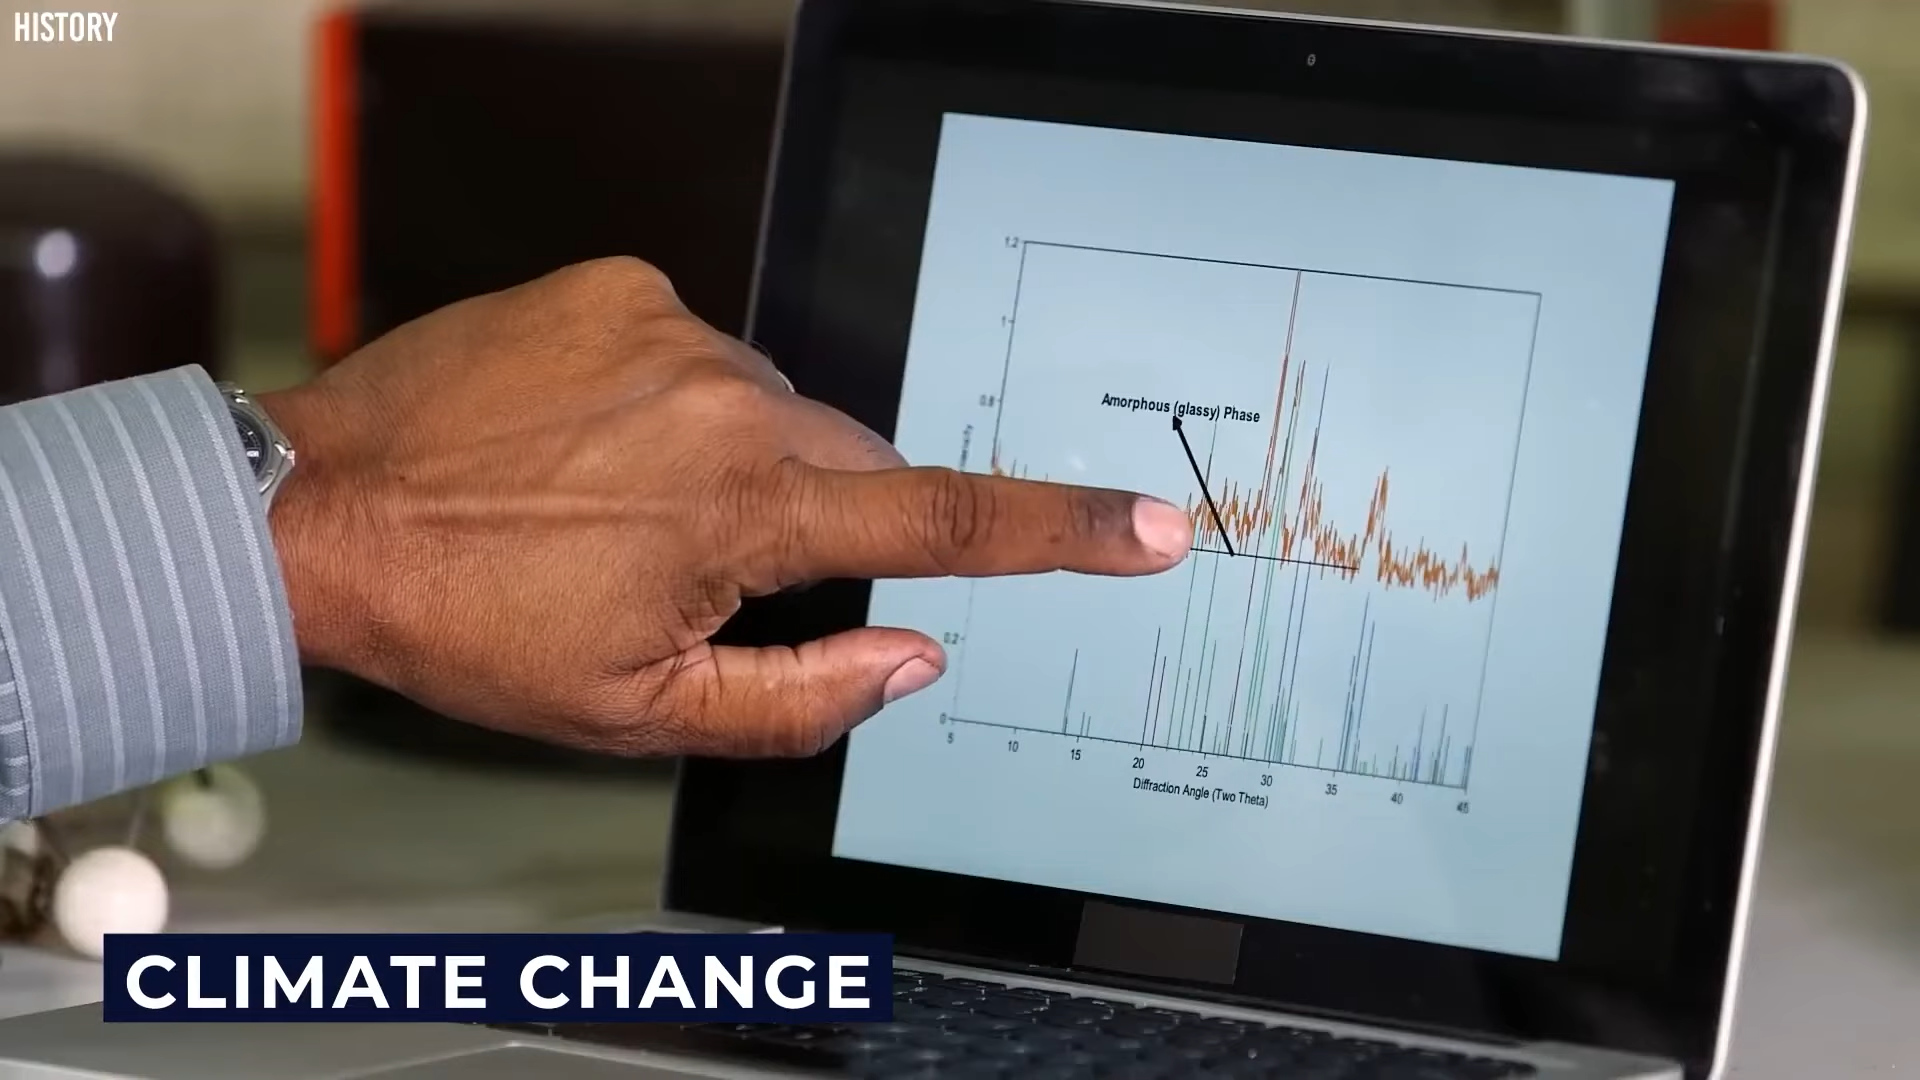 HISTORY
1.2
1
0.8
Amorphous (glassy) Phase
0.2
0
5 10 15 20 25 30 35 40 45
Diffraction Angle (Two Theta)
CLIMATE CHANGE